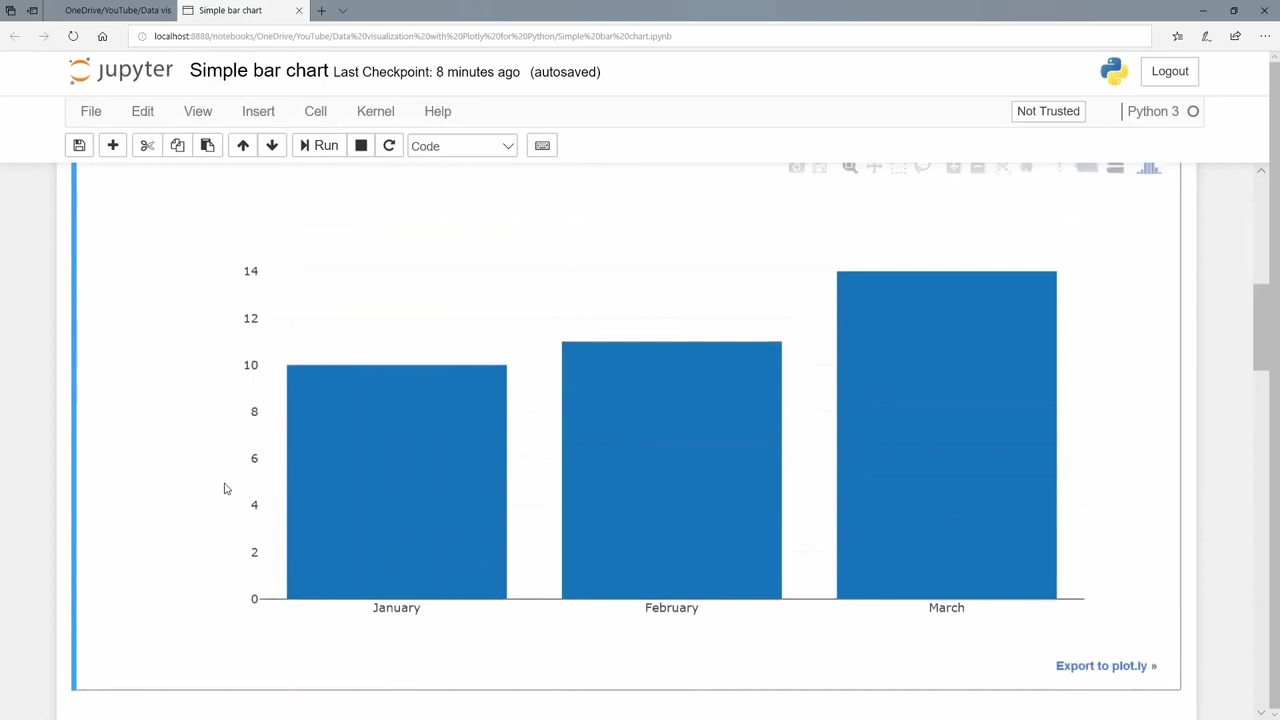 OneDrive/YouTube/Data vis
Simple bar chart
localhost:8888/notebooks/OneDrive/YouTube/Data%20visualization%20with%20Plotly%20for%20Python/Simple%20bar%20chart.ipynb
jupyter Simple bar chart Last Checkpoint: 8 minutes ago (autosaved)
Logout
File Edit View Insert Cell Kernel Help
Not Trusted
Python 3
Run
Code
14
12
10
8
6
4
2
0
January February March
Export to plot.ly »